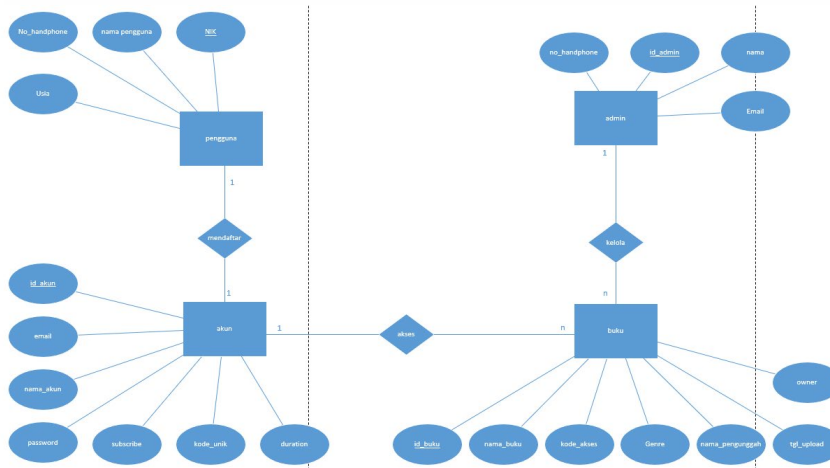 No_handphone
nama pengguna
NIK
no_handphone
id_admin
nama
Usia
Email
admin
pengguna
1
1
mendaftar
kelola
id_akun
1
n
akun
1
akses
n
buku
email
nama_akun
owner
password
subscribe
kode_unik
duration
id_buku
nama_buku
kode_akses
Genre
nama_pengunggah
tgl_upload